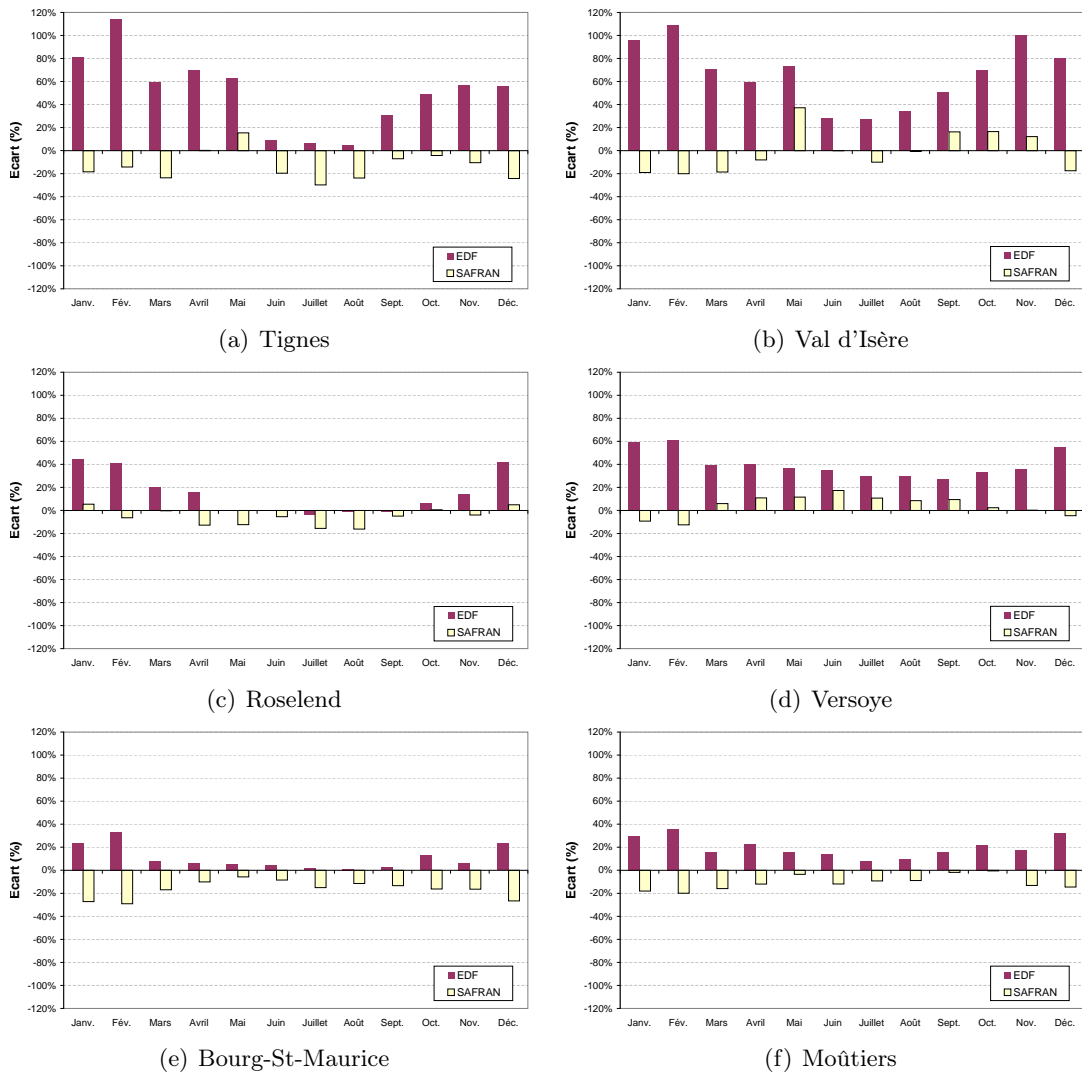 120%
100%
80%
60%
40%
20%
0%
-20%
-40%
-60%
-80%
-100%
-120%
Ecart (%)
EDF
SAFRAN
Janv. Fév. Mars Avril Mai Juin Juillet Août Sept. Oct. Nov. Déc.
(a) Tignes
120%
100%
80%
60%
40%
20%
0%
-20%
-40%
-60%
-80%
-100%
-120%
Ecart (%)
EDF
SAFRAN
Janv. Fév. Mars Avril Mai Juin Juillet Août Sept. Oct. Nov. Déc.
(b) Val d'Isère
120%
100%
80%
60%
40%
20%
0%
-20%
-40%
-60%
-80%
-100%
-120%
Ecart (%)
EDF
SAFRAN
Janv. Fév. Mars Avril Mai Juin Juillet Août Sept. Oct. Nov. Déc.
(c) Roselend
120%
100%
80%
60%
40%
20%
0%
-20%
-40%
-60%
-80%
-100%
-120%
Ecart (%)
EDF
SAFRAN
Janv. Fév. Mars Avril Mai Juin Juillet Août Sept. Oct. Nov. Déc.
(d) Versoye
120%
100%
80%
60%
40%
20%
0%
-20%
-40%
-60%
-80%
-100%
-120%
Ecart (%)
EDF
SAFRAN
Janv. Fév. Mars Avril Mai Juin Juillet Août Sept. Oct. Nov. Déc.
(e) Bourg-St-Maurice
120%
100%
80%
60%
40%
20%
0%
-20%
-40%
-60%
-80%
-100%
-120%
Ecart (%)
EDF
SAFRAN
Janv. Fév. Mars Avril Mai Juin Juillet Août Sept. Oct. Nov. Déc.
(f) Moûtiers